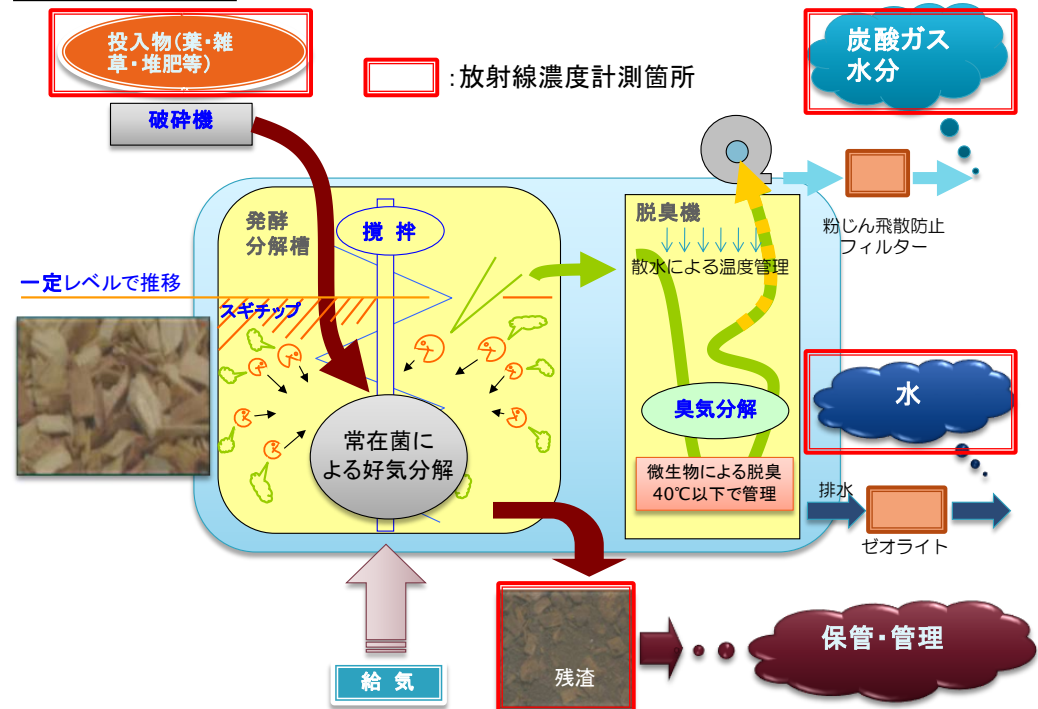 投入物(葉・雑
草・堆肥等)
：放射線濃度計測箇所
炭酸ガス
水分
破砕機
発酵
分解槽
撹 拌
脱臭機
散水による温度管理
粉じん飛散防止
フィルター
一定レベルで推移
スギチップ
常在菌に
よる好気分解
臭気分解
微生物による脱臭
40℃以下で管理
水
排水
ゼオライト
給 気
残渣
保管・管理